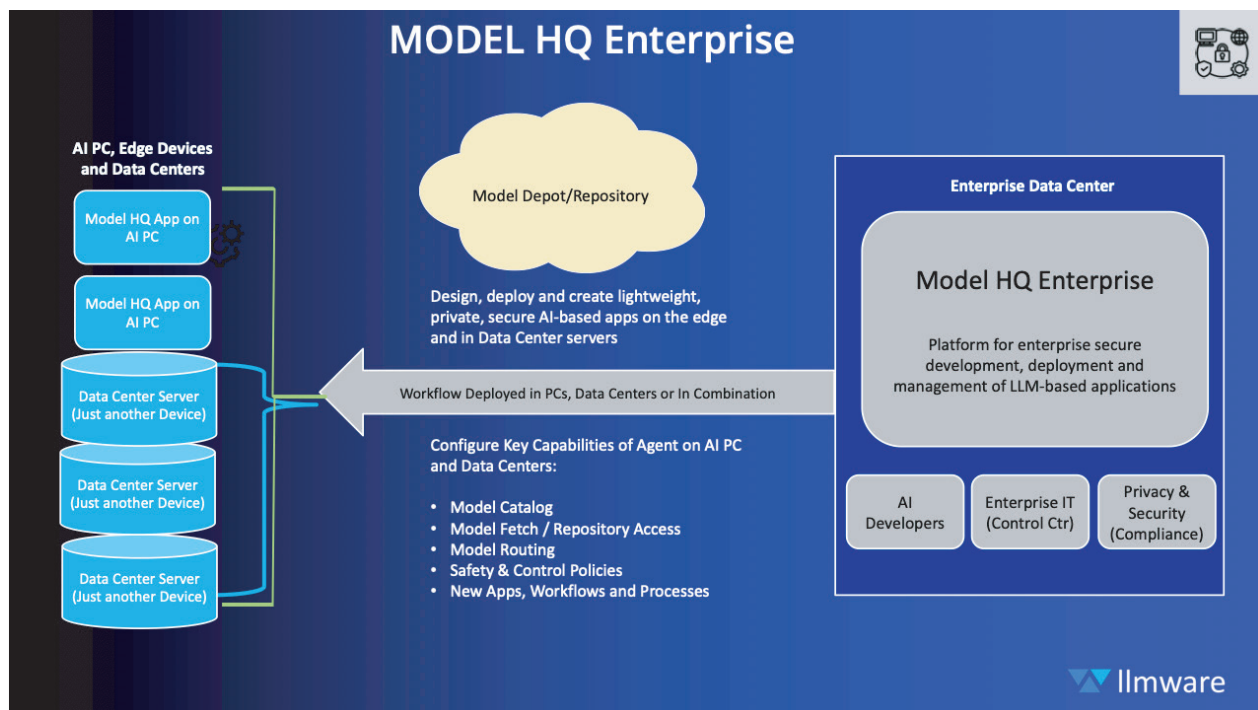 MODEL HQ Enterprise
AI PC, Edge Devices
and Data Centers
Model HQ App on
AI PC
Model HQ App on
AI PC
Data Center Server
(Just another Device)
Data Center Server
(Just another Device)
Data Center Server
(Just another Device)
Model Depot/Repository
Design, deploy and create lightweight,
private, secure AI-based apps on the edge
and in Data Center servers
Workflow Deployed in PCs, Data Centers or In Combination
Configure Key Capabilities of Agent on AI PC
and Data Centers:
• Model Catalog
• Model Fetch / Repository Access
• Model Routing
• Safety & Control Policies
• New Apps, Workflows and Processes
Enterprise Data Center
Model HQ Enterprise
Platform for enterprise secure
development, deployment and
management of LLM-based applications
AI
Developers
Enterprise IT
(Control Ctr)
Privacy &
Security
(Compliance)
llmware